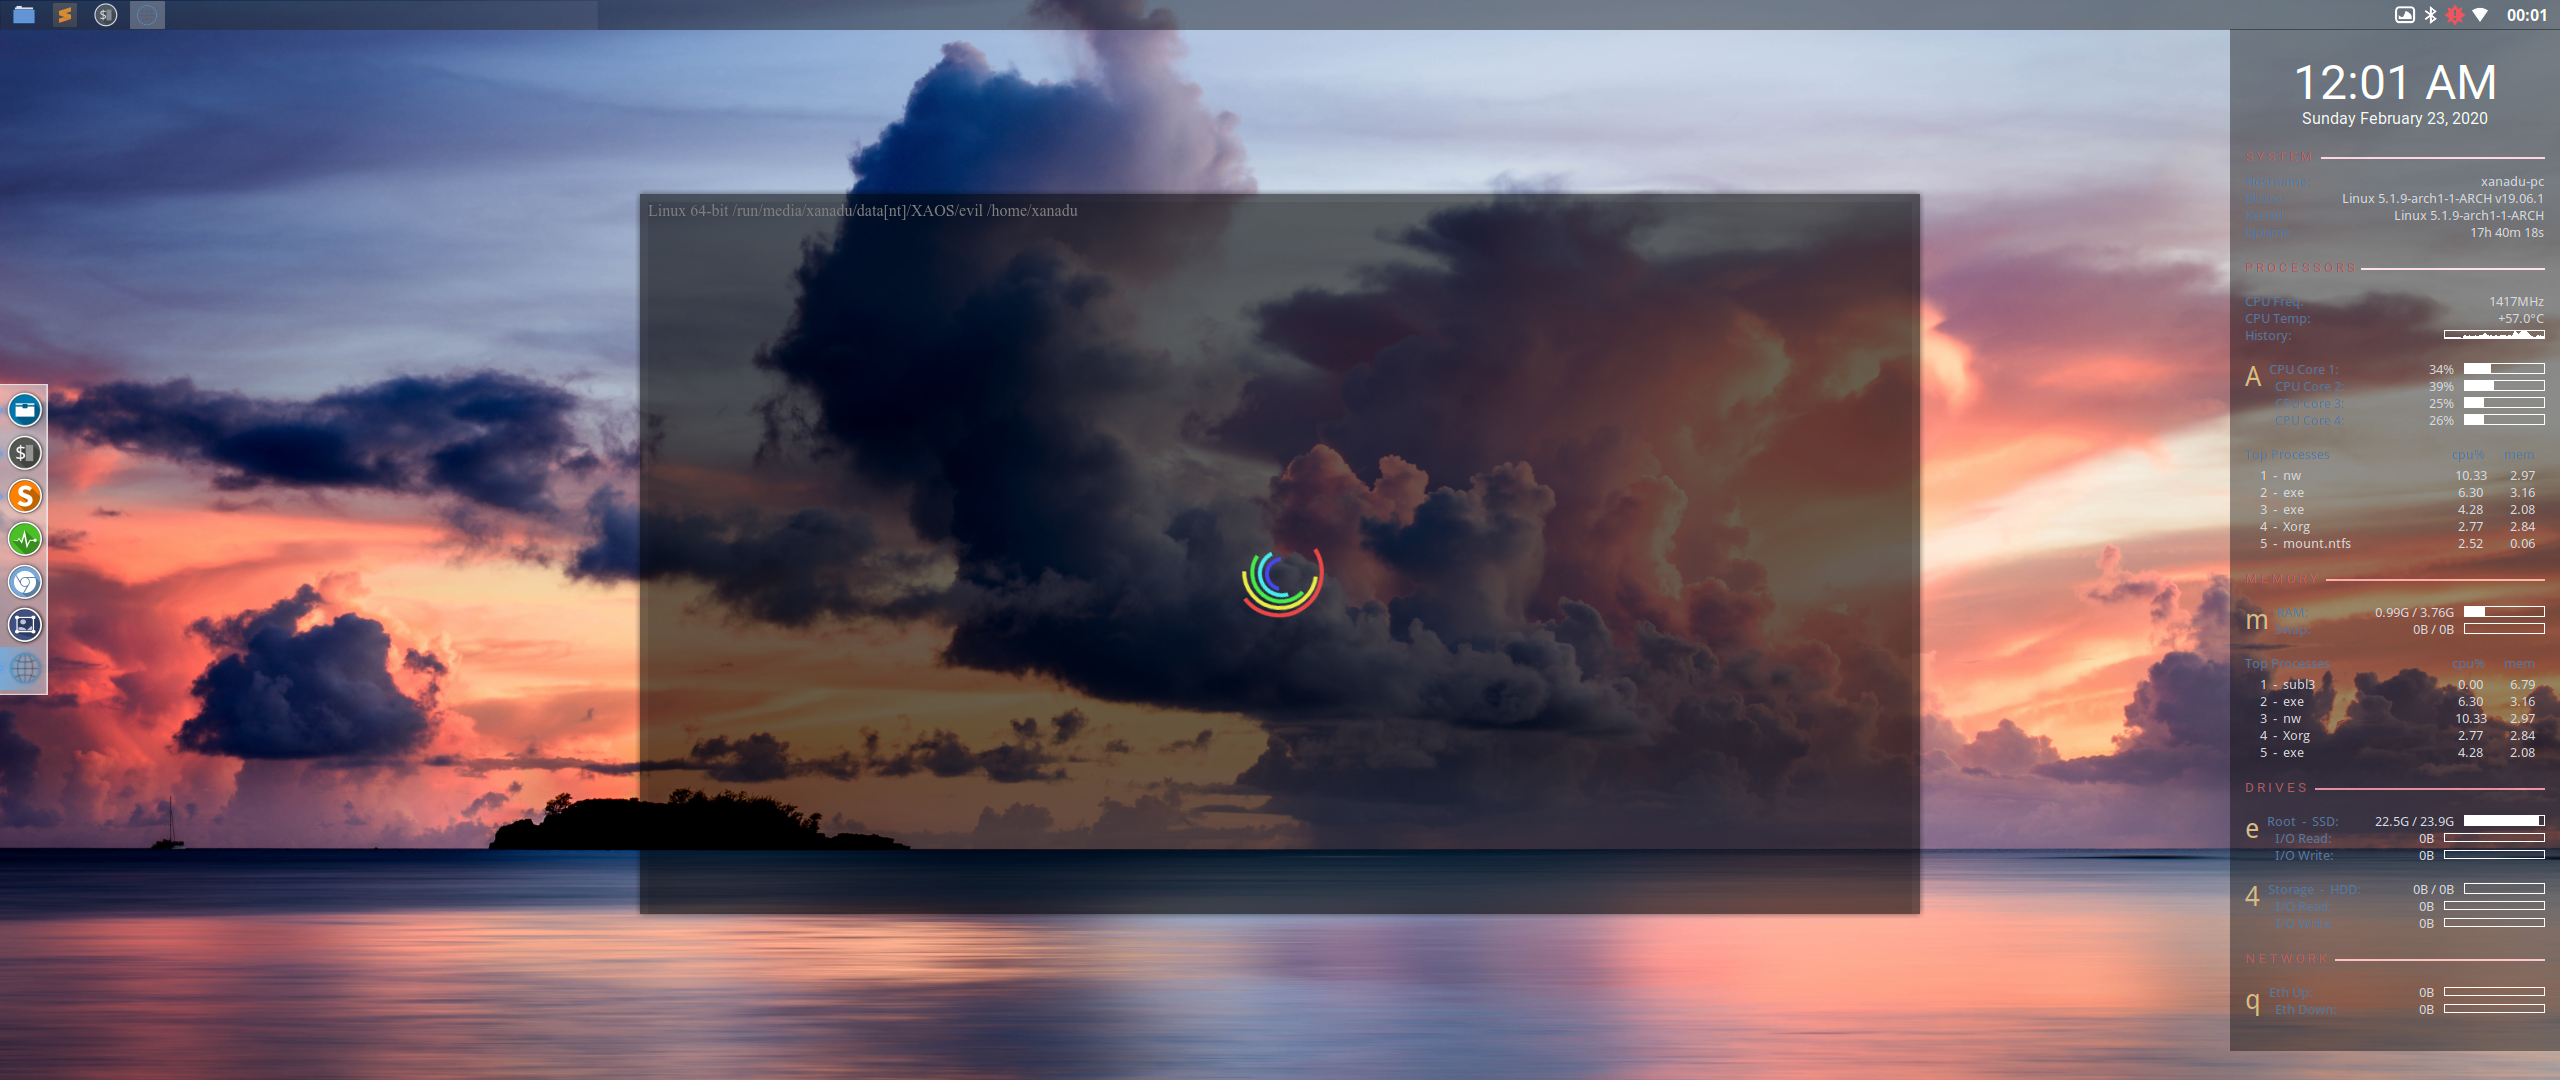 00:01
12:01 AM
Sunday February 23, 2020
SYSTEM
xanadu-pc
Linux 5.1.9-arch1-1-ARCH v19.06.1
Linux 5.1.9-arch1-1-ARCH
17h 40m 18s
Linux 64-bit /run/media/xanadu/data[nt]/XAOS/evil /home/xanadu
PROCESSORS
CPU Freq: 1417MHz
CPU Temp: +57.0°C
History:
A CPU Core 1: 34%
CPU Core 2: 39%
CPU Core 3: 25%
CPU Core 4: 26%
Top Processes cpu% mem
1 - nw 10.33 2.97
2 - exe 6.30 3.16
3 - exe 4.28 2.08
4 - Xorg 2.77 2.84
5 - mount.ntfs 2.52 0.06
MEMORY
m RAM: 0.99G / 3.76G
Swap: 0B / 0B
Top Processes cpu% mem
1 - subl3 0.00 6.79
2 - exe 6.30 3.16
3 - nw 10.33 2.97
4 - Xorg 2.77 2.84
5 - exe 4.28 2.08
DRIVES
e Root - SSD: 22.5G / 23.9G
I/O Read: 0B
I/O Write: 0B
4 Storage - HDD: 0B / 0B
I/O Read: 0B
I/O Write: 0B
NETWORK
q Eth Up: 0B
Eth Down: 0B